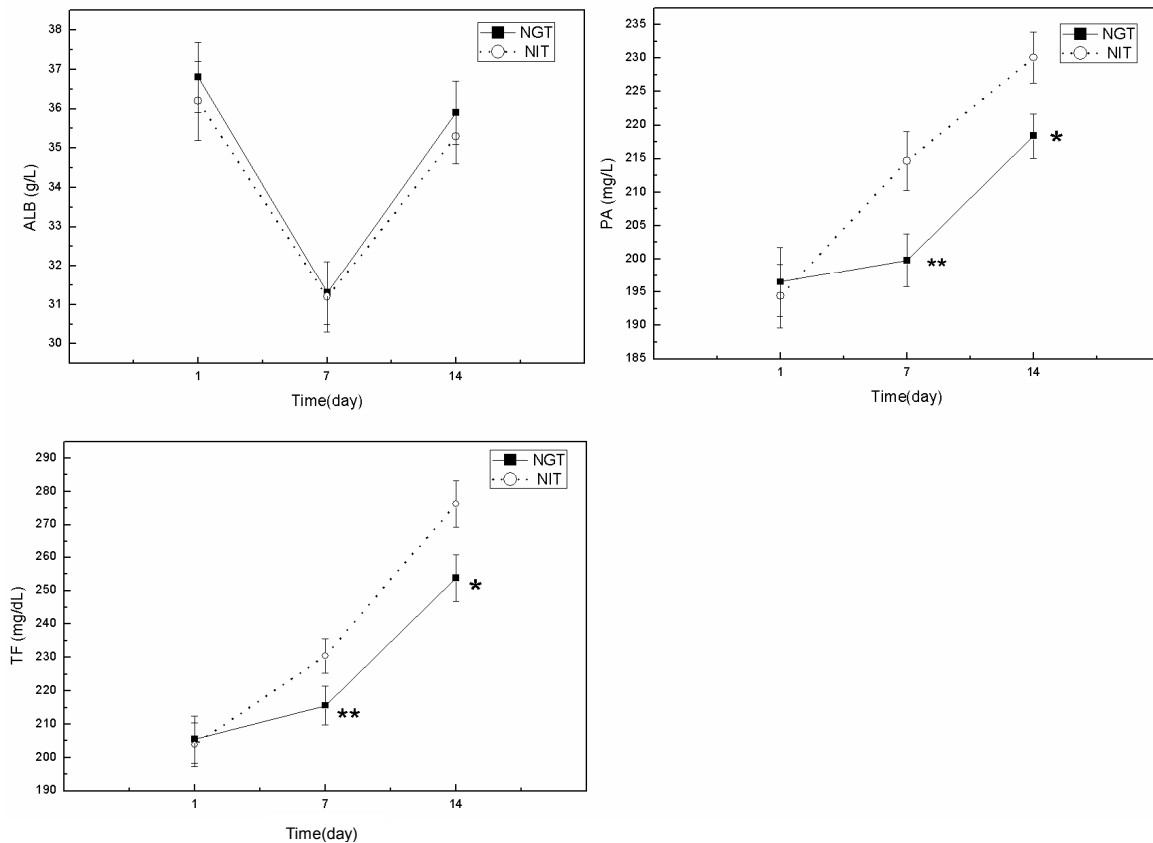 38
37
36
35
34
33
32
31
30
ALB (g/L)
NGT
NIT
1 7 14
Time(day)
235
230
225
220
215
210
205
200
195
190
185
PA (mg/L)
NGT
NIT
*
**
1 7 14
Time(day)
290
280
270
260
250
240
230
220
210
200
190
TF (mg/dL)
NGT
NIT
*
**
1 7 14
Time(day)